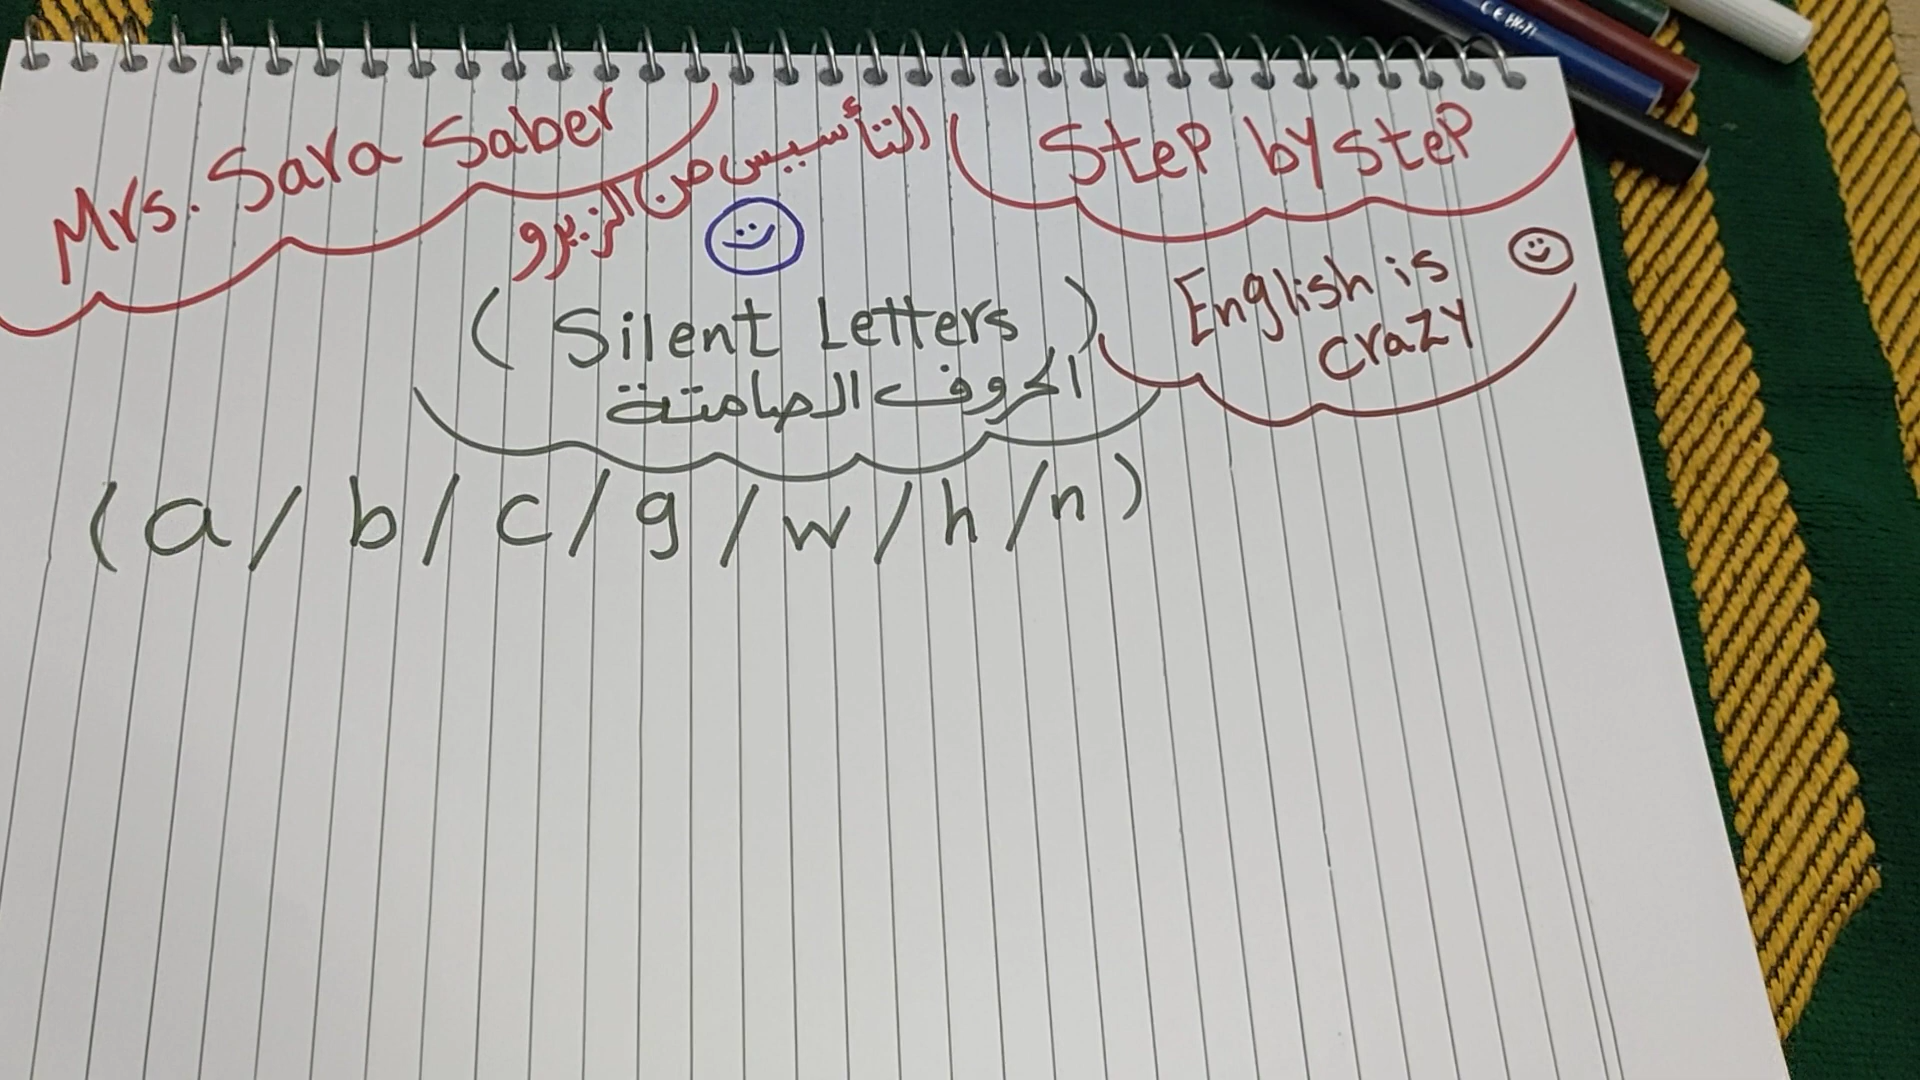 Mrs. Sara Saber
التأسيس من الزيرو
Step by step
English is
crazy
( Silent Letters )
الحروف الصامتة
( a / b / c / g / w / h / n )